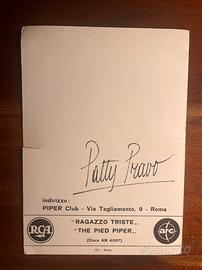 Patty Pravo
indirizzo:
PIPER Club - Via Tagliamento, 9 - Roma
"RAGAZZO TRISTE"
"THE PIED PIPER"
(Disco AN 4097)
RCA
arc
subito